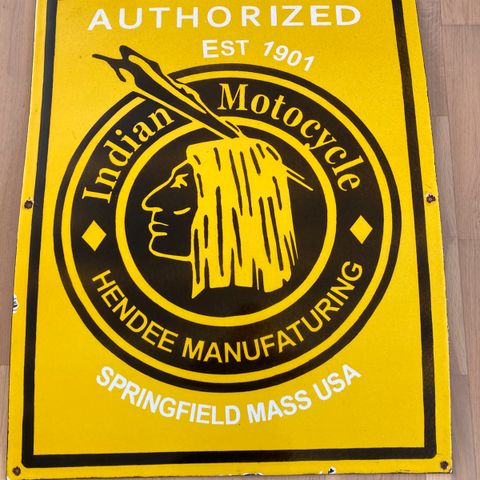 AUTHORIZED
EST 1901
Indian Motocycle
HENDEE MANUFATURING
SPRINGFIELD MASS USA